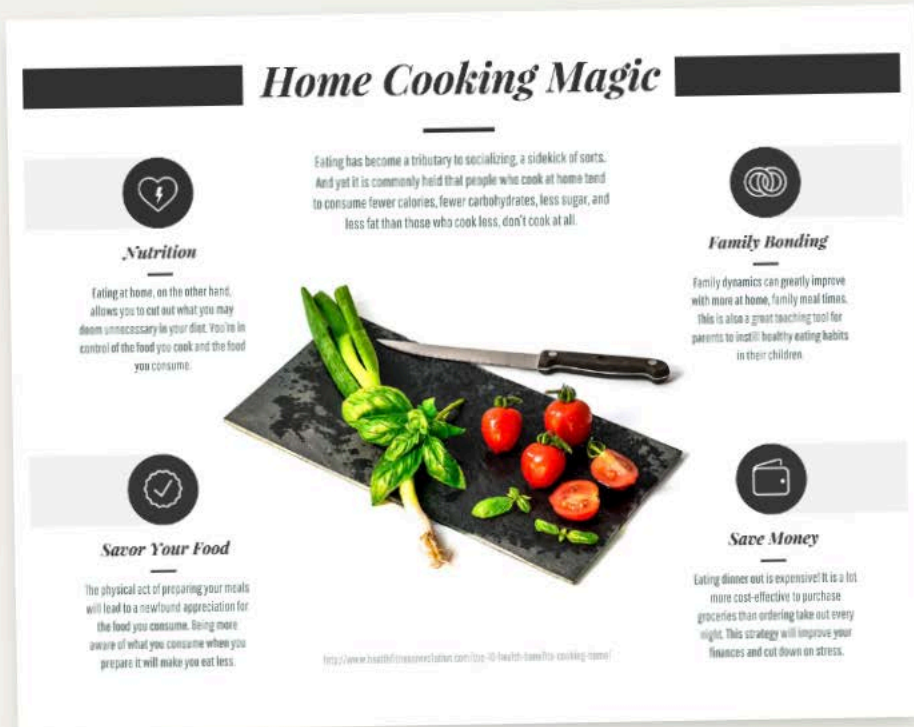 Home Cooking Magic
Eating has become a tributary to socializing, a sidekick of sorts.
And yet it is commonly held that people who cook at home tend
to consume fewer calories, fewer carbohydrates, less sugar, and
less fat than those who cook less, don't cook at all.
Nutrition
Eating at home, on the other hand,
allows you to cut out what you may
deem unnecessary in your diet. You're in
control of the food you cook and the food
you consume.
Family Bonding
Family dynamics can greatly improve
with more at home, family meal times.
This is also a great teaching tool for
parents to instill healthy eating habits
in their children.
Savor Your Food
The physical act of preparing your meals
will lead to a newfound appreciation for
the food you consume. Being more
aware of what you consume when you
prepare it will make you eat less.
Save Money
Eating dinner out is expensive! It is a lot
more cost-effective to purchase
groceries than ordering take out every
night. This strategy will improve your
finances and cut down on stress.